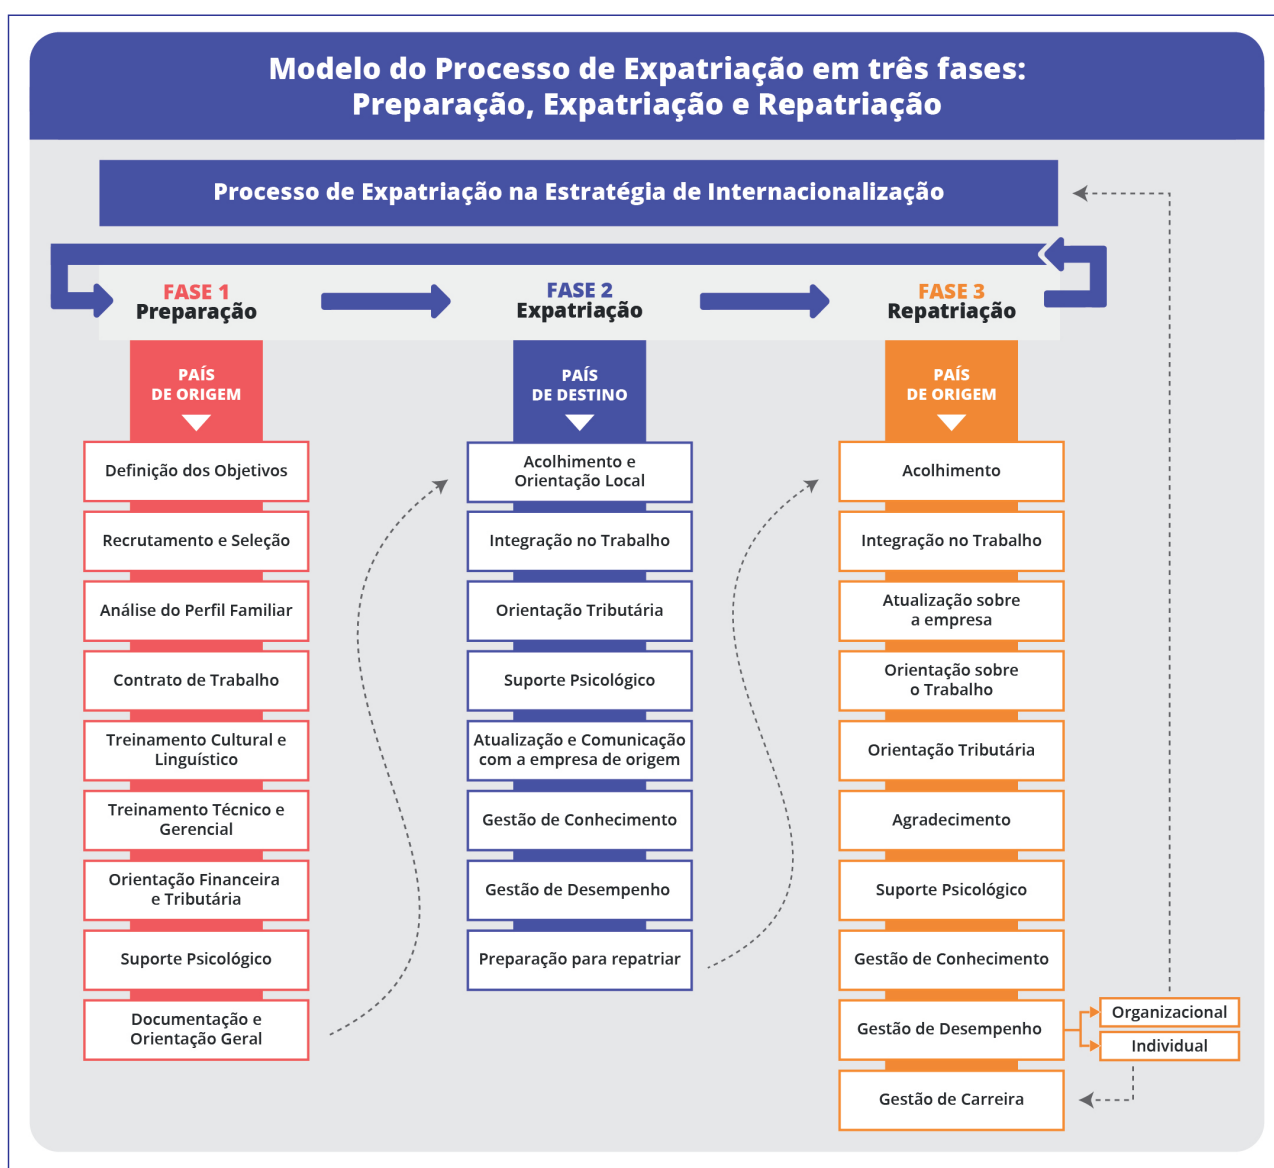 Modelo do Processo de Expatriação em três fases:
Preparação, Expatriação e Repatriação
Processo de Expatriação na Estratégia de Internacionalização
FASE 1
Preparação
PAÍS
DE ORIGEM
Definição dos Objetivos
Recrutamento e Seleção
Análise do Perfil Familiar
Contrato de Trabalho
Treinamento Cultural e
Linguístico
Treinamento Técnico e
Gerencial
Orientação Financeira
e Tributária
Suporte Psicológico
Documentação e
Orientação Geral
FASE 2
Expatriação
PAÍS
DE DESTINO
Acolhimento e
Orientação Local
Integração no Trabalho
Orientação Tributária
Suporte Psicológico
Atualização e Comunicação
com a empresa de origem
Gestão de Conhecimento
Gestão de Desempenho
Preparação para repatriar
FASE 3
Repatriação
PAÍS
DE ORIGEM
Acolhimento
Integração no Trabalho
Atualização sobre
a empresa
Orientação sobre
o Trabalho
Orientação Tributária
Agradecimento
Suporte Psicológico
Gestão de Conhecimento
Gestão de Desempenho
Organizacional
Individual
Gestão de Carreira